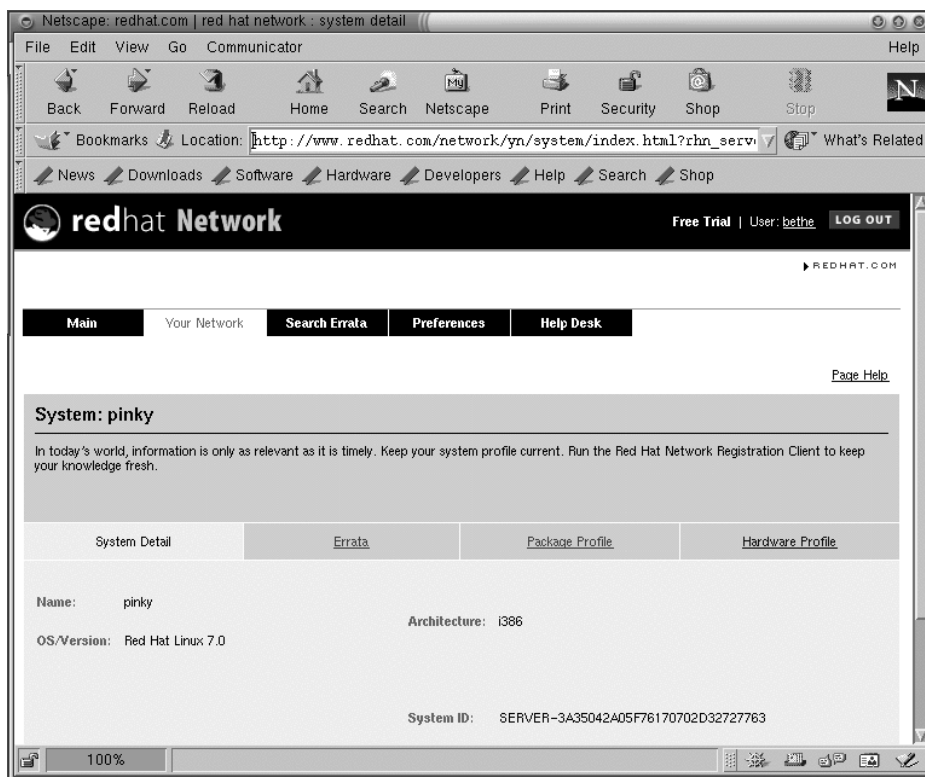 Netscape: redhat.com | red hat network : system detail
File Edit View Go Communicator Help
Back Forward Reload Home Search Netscape Print Security Shop Stop
My
N
Bookmarks Location: http://www.redhat.com/network/yn/system/index.html?rhn_serv What's Related
News Downloads Software Hardware Developers Help Search Shop
redhat Network Free Trial | User: bethe LOG OUT
REDHAT.COM
Main Your Network Search Errata Preferences Help Desk
Page Help
System: pinky
In today's world, information is only as relevant as it is timely. Keep your system profile current. Run the Red Hat Network Registration Client to keep
your knowledge fresh.
System Detail Errata Package Profile Hardware Profile
Name: pinky
Architecture: i386
OS/Version: Red Hat Linux 7.0
System ID: SERVER-3A35042A05F76170702D32727763
100%